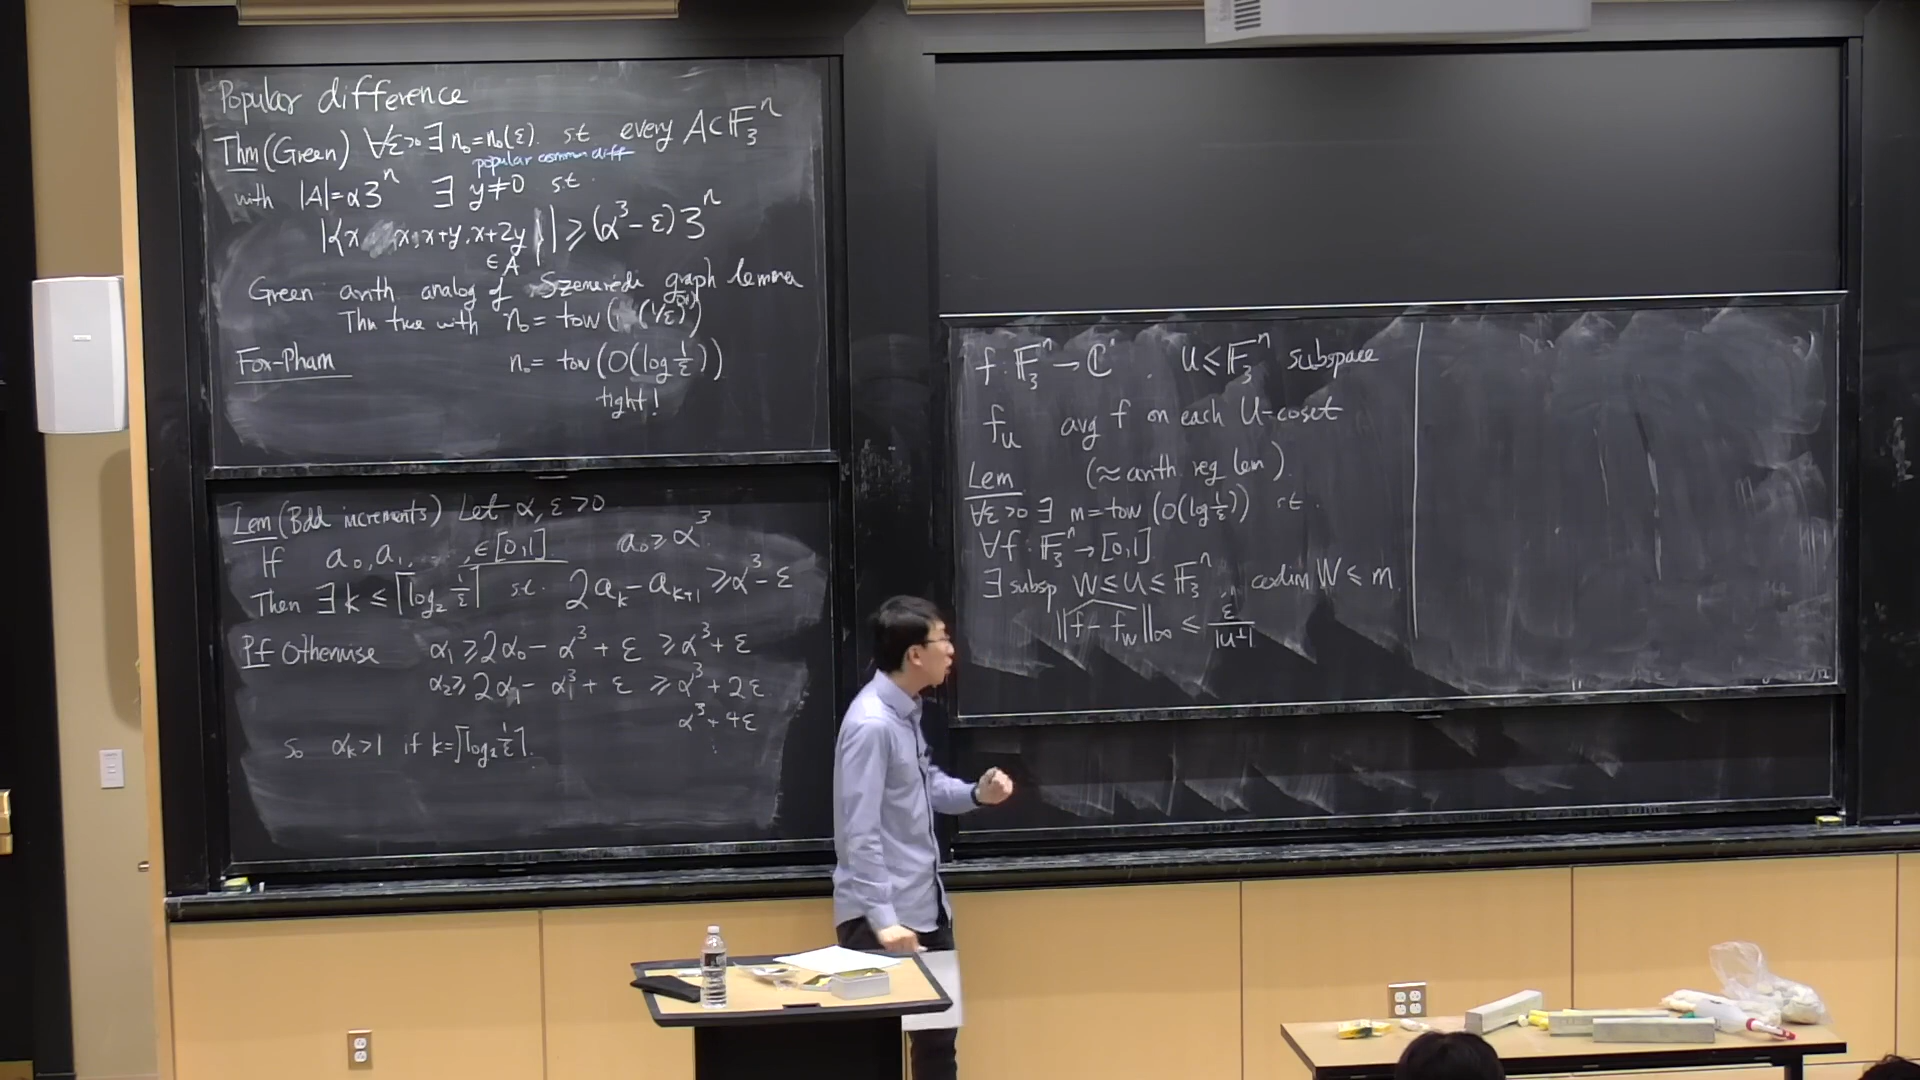 Popular difference
Thm (Green) ∀ε>0 ∃ n₀=n₀(ε). st every A⊂𝔽₃ⁿ
popular common diff
with |A|=α3ⁿ ∃ y≠0 s.t.
|{x : x, x+y, x+2y ∈ A}| ≥ (α³-ε)3ⁿ
Green arith analog of Szemerédi graph lemma
Thm true with n₀ = tow((1/ε)^O(1))
Fox-Pham n₀ = tow(O(log 1/ε))
tight!
Lem (Bdd increments) Let α, ε >0
If a₀, a₁, ..., ∈[0,1] a₀ ≥ α³
Then ∃ k ≤ ⌈log₂ 1/ε⌉ st. 2a_k - a_{k+1} ≥ α³-ε
Pf Otherwise α₁ ≥ 2α₀ - α³ + ε ≥ α³+ε
α₂ ≥ 2α₁ - α³ + ε ≥ α³+2ε
α³+4ε
⋮
So α_k>1 if k=⌈log₂ 1/ε⌉.
f : 𝔽₃ⁿ → ℂ . U ≤ 𝔽₃ⁿ subspace
f_U avg f on each U-coset
Lem (≈ arith reg lem).
∀ε>0 ∃ m = tow(O(log 1/ε)) st.
∀f : 𝔽₃ⁿ → [0,1]
∃ subsp W ≤ U ≤ 𝔽₃ⁿ, codim W ≤ m.
‖\widehat{f - f_W}‖_∞ ≤ ε/|U^⊥|